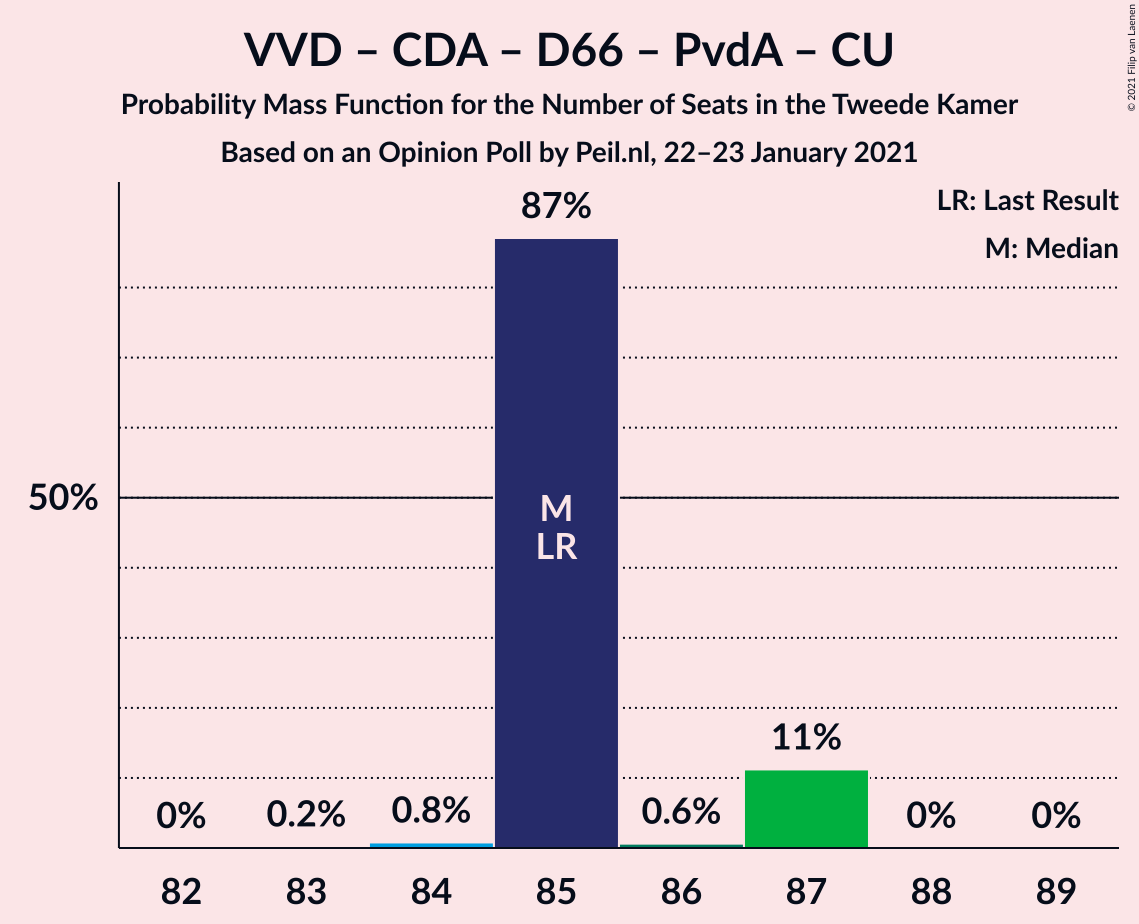 VVD – CDA – D66 – PvdA – CU
Probability Mass Function for the Number of Seats in the Tweede Kamer
Based on an Opinion Poll by Peil.nl, 22–23 January 2021
© 2021 Filip van Laenen
LR: Last Result
M: Median
87%
50%
M
LR
11%
0% 0.2% 0.8% 0.6% 0% 0%
82 83 84 85 86 87 88 89